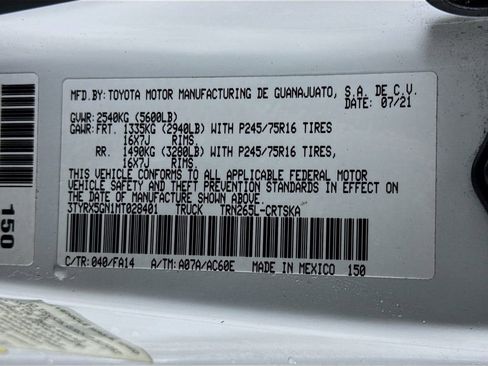 MFD.BY:TOYOTA MOTOR MANUFACTURING DE GUANAJUATO, S.A. DE C.V.
DATE: 07/21
GVWR:2540KG (5600LB)
GAWR:FRT. 1335KG (2940LB) WITH P245/75R16 TIRES
16X7J RIMS,
RR. 1490KG (3280LB) WITH P245/75R16 TIRES,
16X7J RIMS.
THIS VEHICLE CONFORMS TO ALL APPLICABLE FEDERAL MOTOR
VEHICLE SAFETY AND THEFT PREVENTION STANDARDS IN EFFECT ON
THE DATE OF MANUFACTURE SHOWN ABOVE.
3TYRX5GN1MT028401 TRUCK TRN265L-CRTSKA
C/TR: 040/FA14 A/TM: A07A/AC60E MADE IN MEXICO 150
150